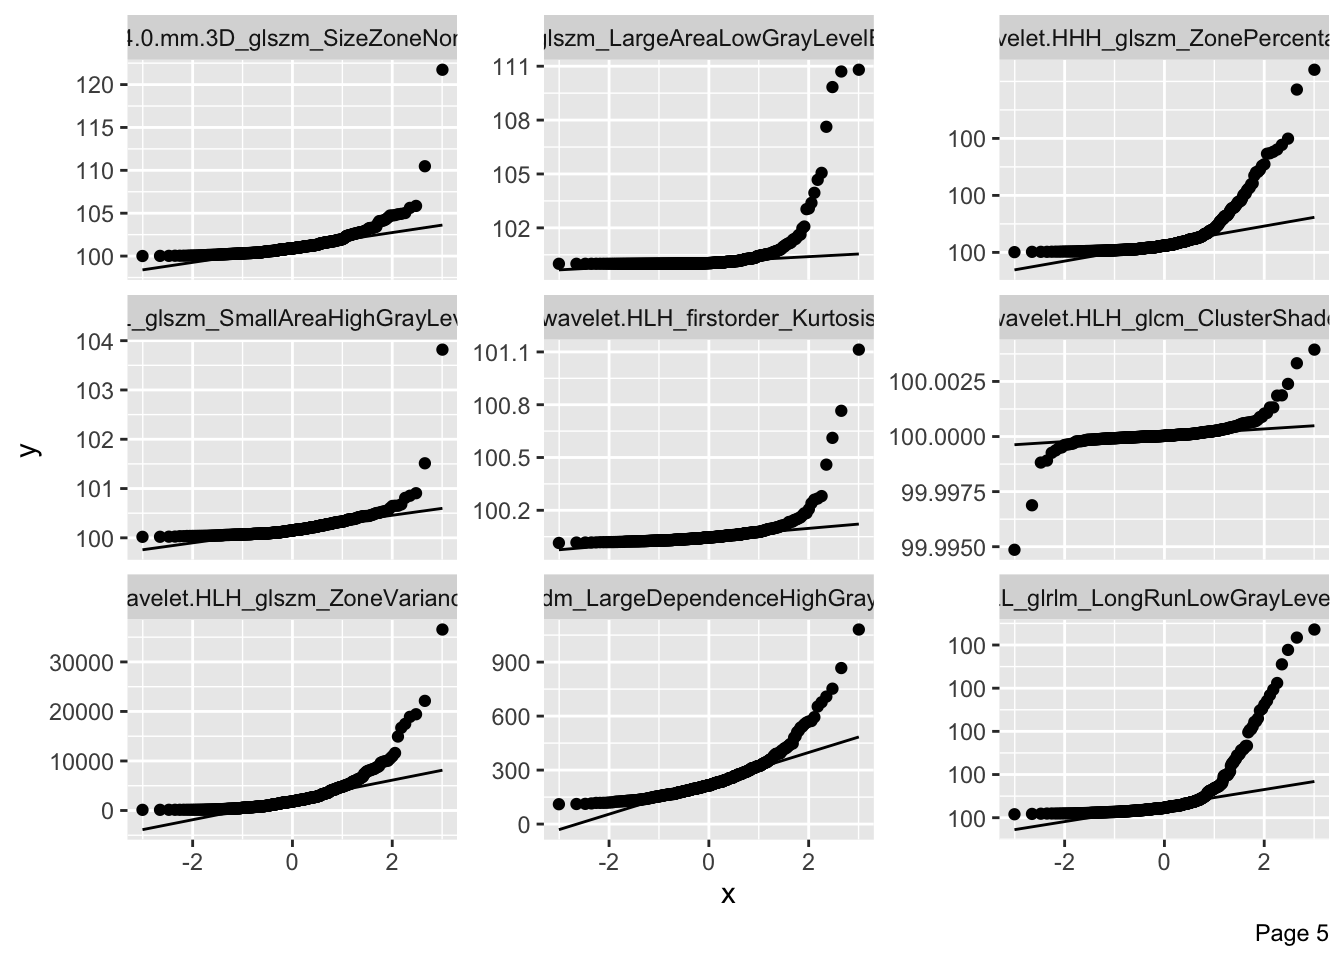 4.0.mm.3D_glszm_SizeZoneNor
glszm_LargeAreaLowGrayLevelE
velet.HHH_glszm_ZonePercenta
120
115
110
105
100
111
108
105
102
100
100
100
_glszm_SmallAreaHighGrayLev
wavelet.HLH_firstorder_Kurtosis
wavelet.HLH_glcm_ClusterShade
104
103
102
101
100
101.1
100.8
100.5
100.2
100.0025
100.0000
99.9975
99.9950
avelet.HLH_glszm_ZoneVarianc
dm_LargeDependenceHighGray
.L_glrlm_LongRunLowGrayLeve
30000
20000
10000
0
900
600
300
0
100
100
100
100
100
-2 0 2
-2 0 2
-2 0 2
y
x
Page 5